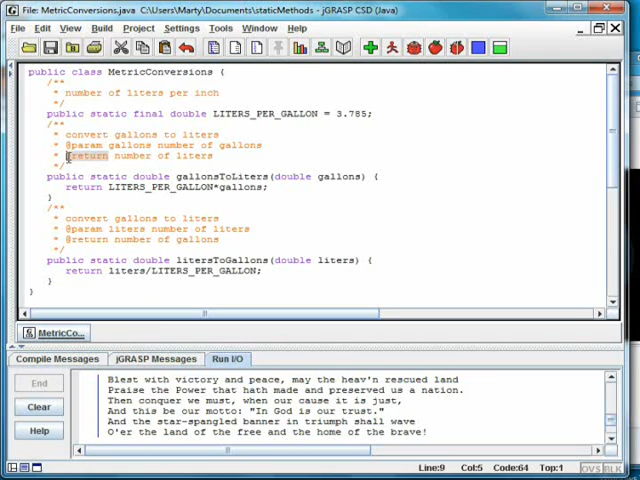 File: MetricConversions.java C:\Users\Marty\Documents\staticMethods - jGRASP CSD (Java)
File Edit View Build Project Settings Tools Window Help
public class MetricConversions {
/**
* number of liters per inch
*/
public static final double LITERS_PER_GALLON = 3.785;
/**
* convert gallons to liters
* @param gallons number of gallons
* @return number of liters
*/
public static double gallonsToLiters(double gallons) {
return LITERS_PER_GALLON*gallons;
}
/**
* convert gallons to liters
* @param liters number of liters
* @return number of gallons
*/
public static double litersToGallons(double liters) {
return liters/LITERS_PER_GALLON;
}
}
MetricCo...
Compile Messages jGRASP Messages Run I/O
End
Clear
Help
Blest with victory and peace, may the heav'n rescued land
Praise the Power that hath made and preserved us a nation.
Then conquer we must, when our cause it is just,
And this be our motto: "In God is our trust."
And the star-spangled banner in triumph shall wave
O'er the land of the free and the home of the brave!
Line:9 Col:5 Code:64 Top:1 OVS BLK